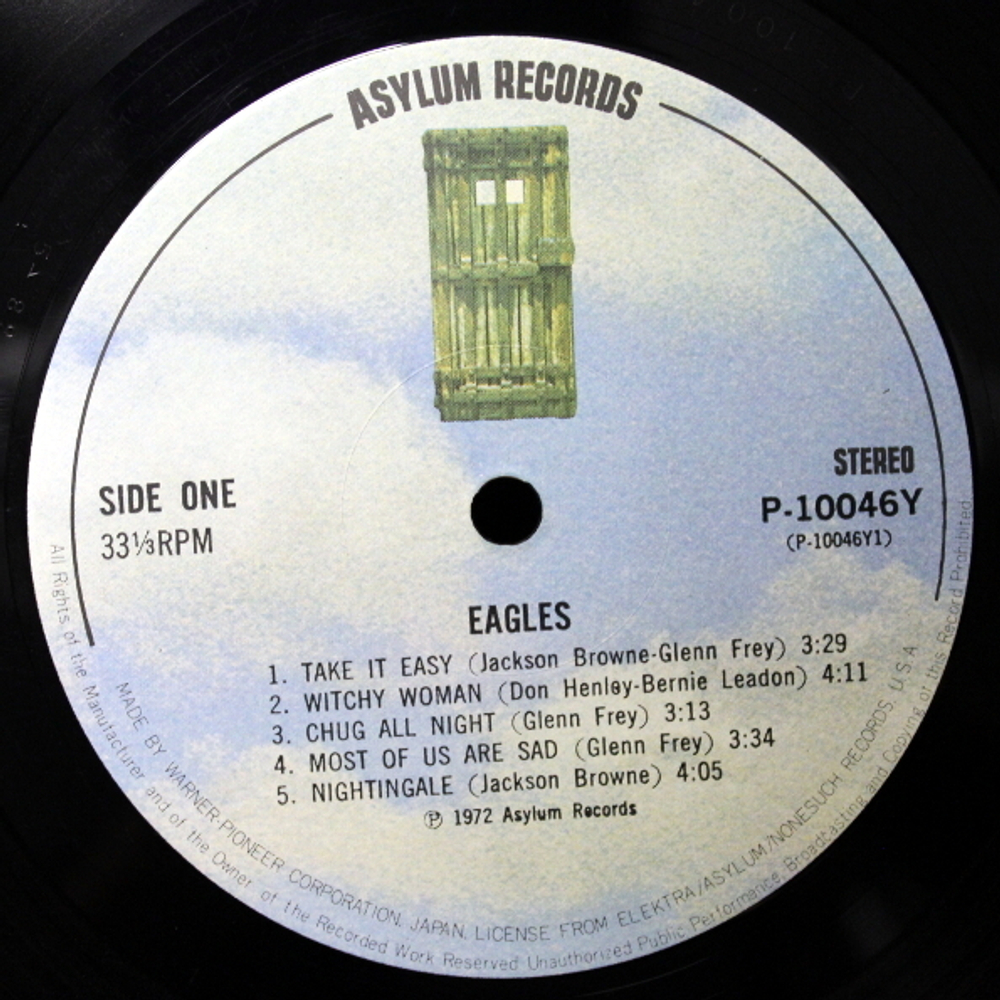 ASYLUM RECORDS
SIDE ONE
33⅓RPM
STEREO
P-10046Y
(P-10046Y1)
EAGLES
1. TAKE IT EASY (Jackson Browne-Glenn Frey) 3:29
2. WITCHY WOMAN (Don Henley-Bernie Leadon) 4:11
3. CHUG ALL NIGHT (Glenn Frey) 3:13
4. MOST OF US ARE SAD (Glenn Frey) 3:34
5. NIGHTINGALE (Jackson Browne) 4:05
Ⓟ 1972 Asylum Records
MADE BY WARNER-PIONEER CORPORATION, JAPAN. LICENSE FROM ELEKTRA/ASYLUM/NONESUCH RECORDS, U.S.A
All Rights of the Manufacturer and of the Owner of the Recorded Work Reserved Unauthorized Public Performance, Broadcasting and Copying of this Record Prohibited